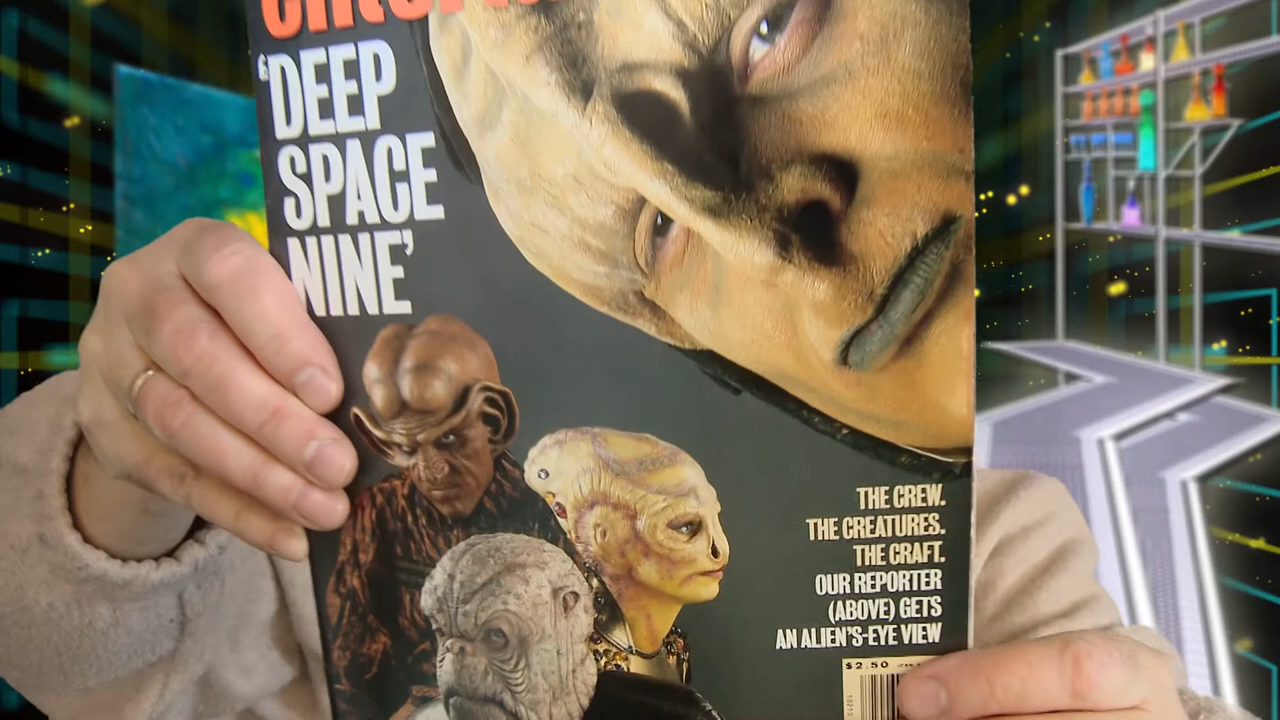 'DEEP
SPACE
NINE'
THE CREW.
THE CREATURES.
THE CRAFT.
OUR REPORTER
(ABOVE) GETS
AN ALIEN'S-EYE VIEW
$2.50